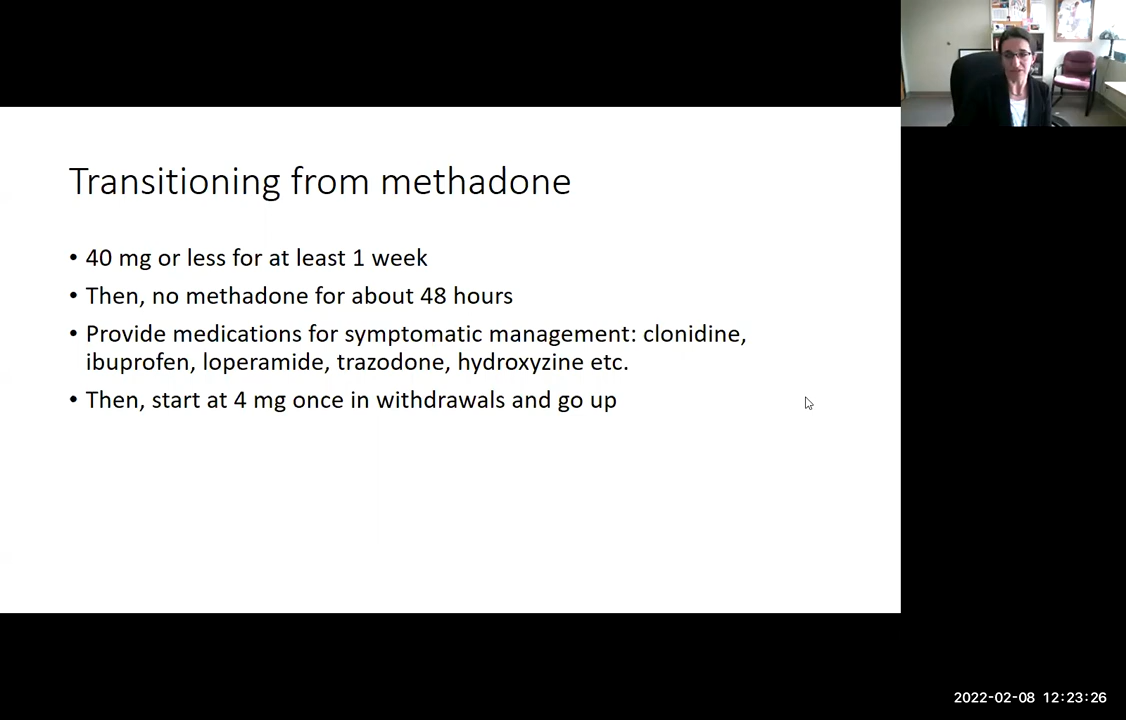 Transitioning from methadone
• 40 mg or less for at least 1 week
• Then, no methadone for about 48 hours
• Provide medications for symptomatic management: clonidine,
ibuprofen, loperamide, trazodone, hydroxyzine etc.
• Then, start at 4 mg once in withdrawals and go up
2022-02-08 12:23:26